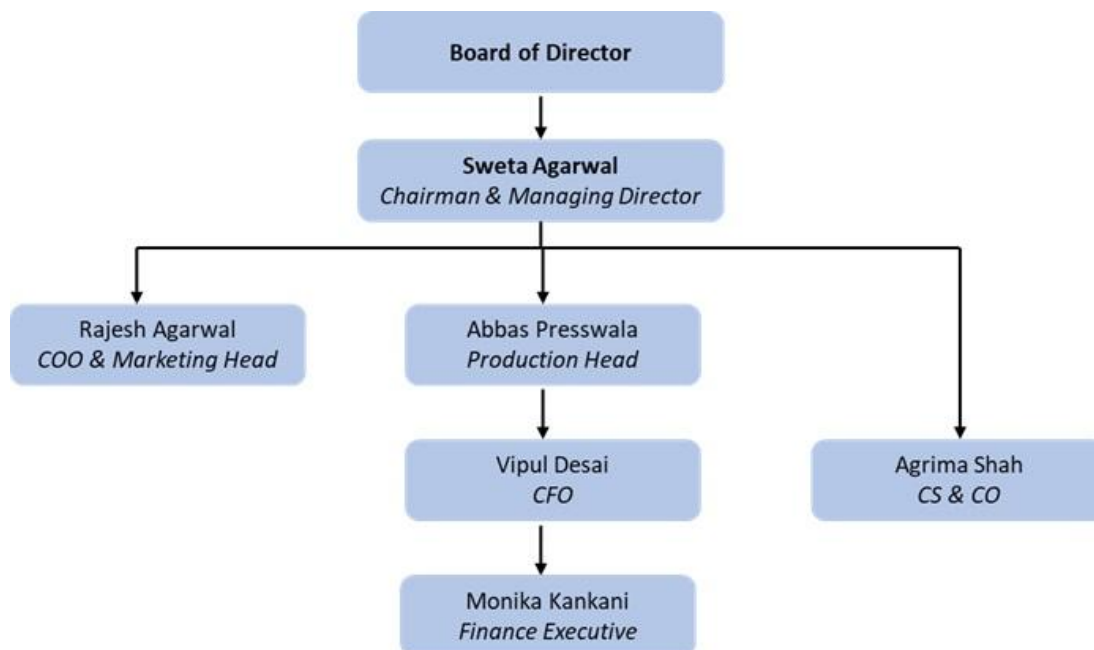 Board of Director
Sweta Agarwal
Chairman & Managing Director
Rajesh Agarwal
COO & Marketing Head
Abbas Presswala
Production Head
Vipul Desai
CFO
Agrima Shah
CS & CO
Monika Kankani
Finance Executive